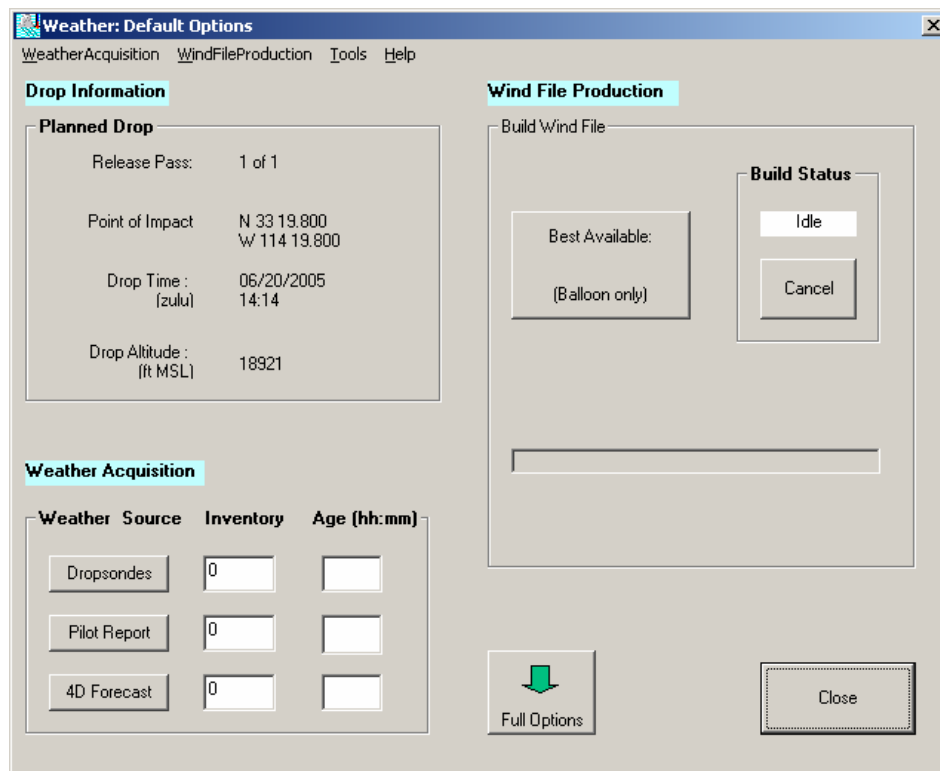 Weather: Default Options
WeatherAcquisition WindFileProduction Tools Help
Drop Information
Planned Drop
Release Pass: 1 of 1
Point of Impact N 33 19.800
W 114 19.800
Drop Time : 06/20/2005
(zulu) 14:14
Drop Altitude :
(ft MSL) 18921
Weather Acquisition
Weather Source Inventory Age (hh:mm)
Dropsondes 0
Pilot Report 0
4D Forecast 0
Wind File Production
Build Wind File
Best Available:
(Balloon only)
Build Status
Idle
Cancel
Full Options
Close